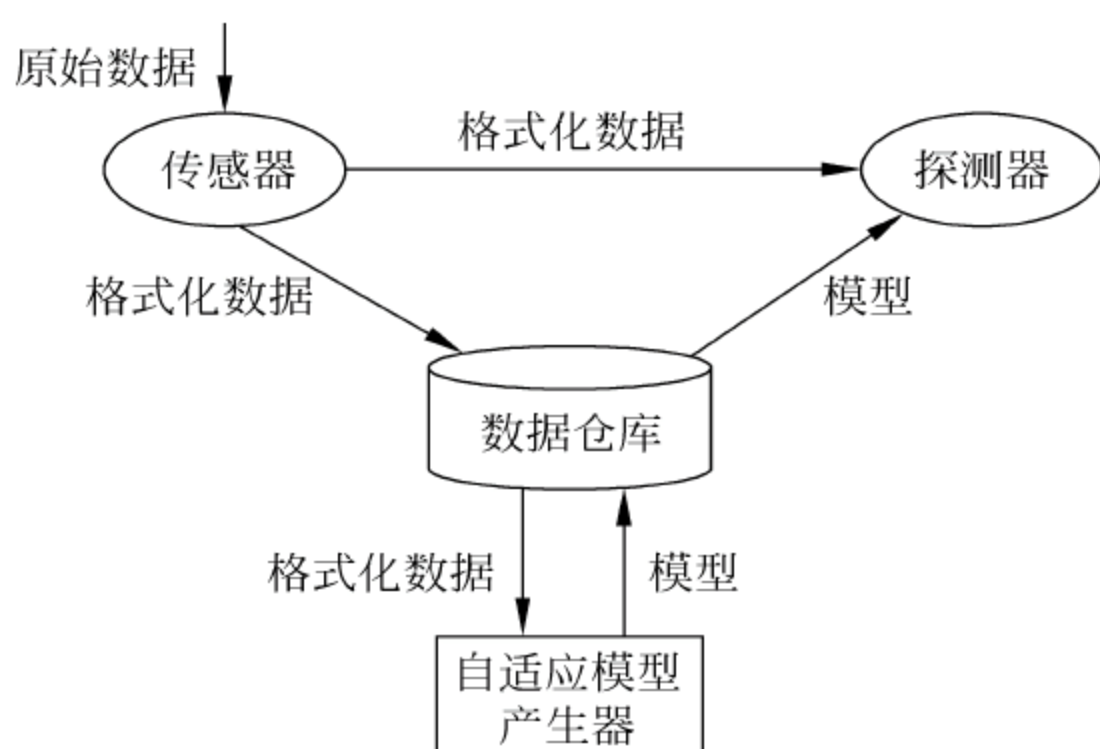 原始数据
格式化数据
传感器
探测器
格式化数据
模型
数据仓库
格式化数据
模型
自适应模型
产生器